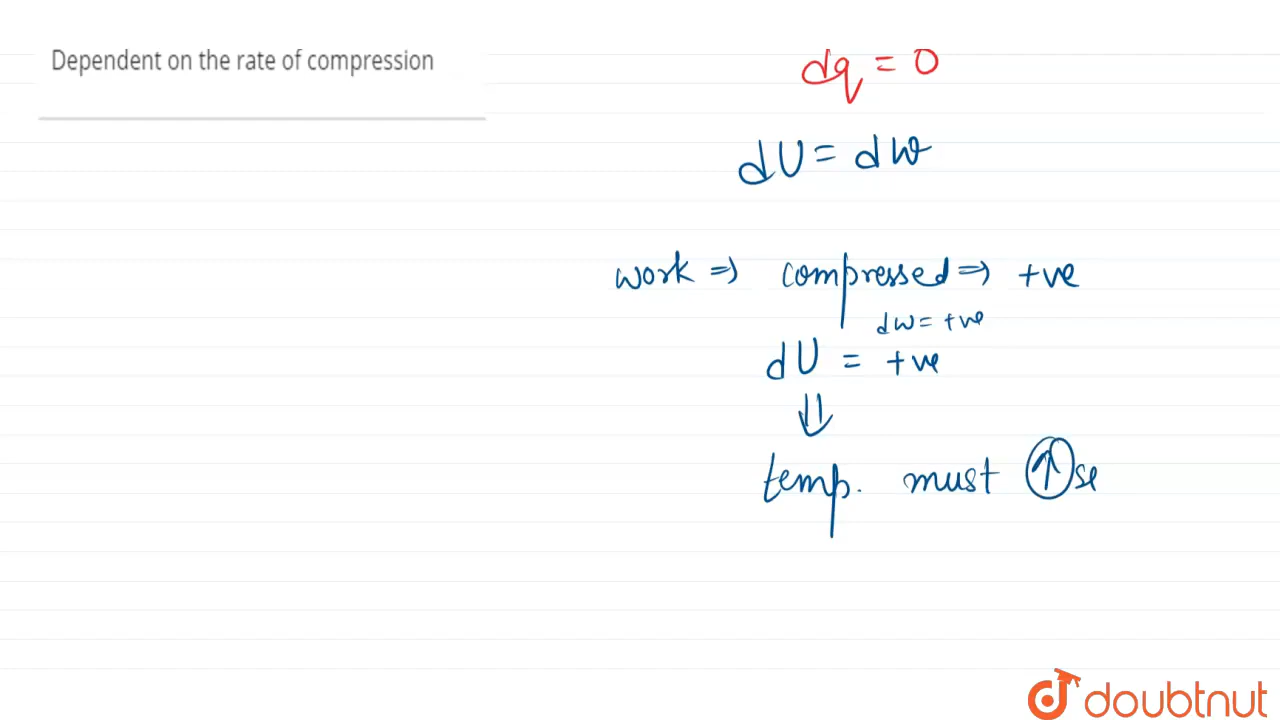 Dependent on the rate of compression
dq = 0
dU = dw
work ⇒ compressed ⇒ +ve
dw = +ve
dU = +ve
⇓
temp. must ↑se
doubtnut